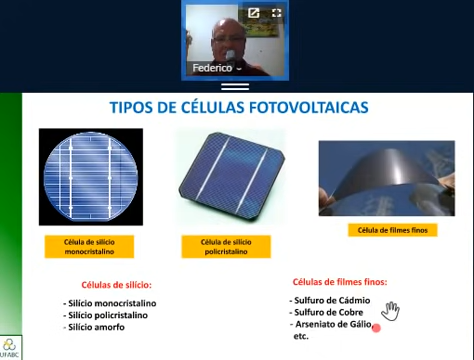 Federico
TIPOS DE CÉLULAS FOTOVOLTAICAS
Célula de silício
monocristalino
Célula de silício
policristalino
Célula de filmes finos
Células de silício:
- Silício monocristalino
- Silício policristalino
- Silício amorfo
Células de filmes finos:
- Sulfuro de Cádmio
- Sulfuro de Cobre
- Arseniato de Gálio,
etc.
UFABC